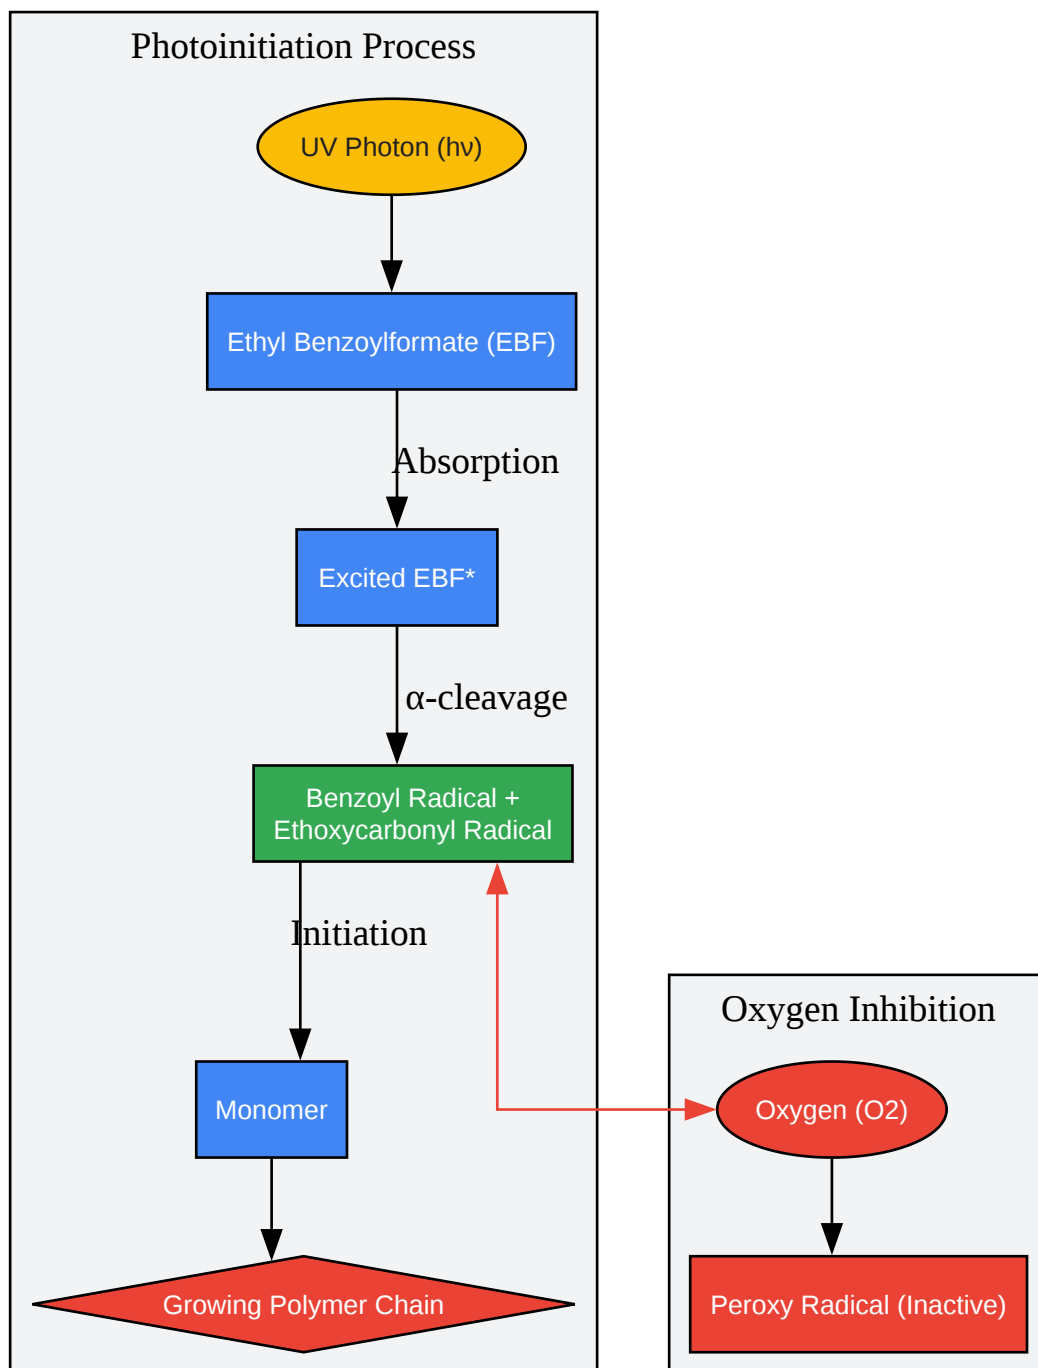 Photoinitiation Process
UV Photon (hν)
Ethyl Benzoylformate (EBF)
Absorption
Excited EBF*
α-cleavage
Benzoyl Radical +
Ethoxycarbonyl Radical
Initiation
Monomer
Growing Polymer Chain
Oxygen Inhibition
Oxygen (O2)
Peroxy Radical (Inactive)